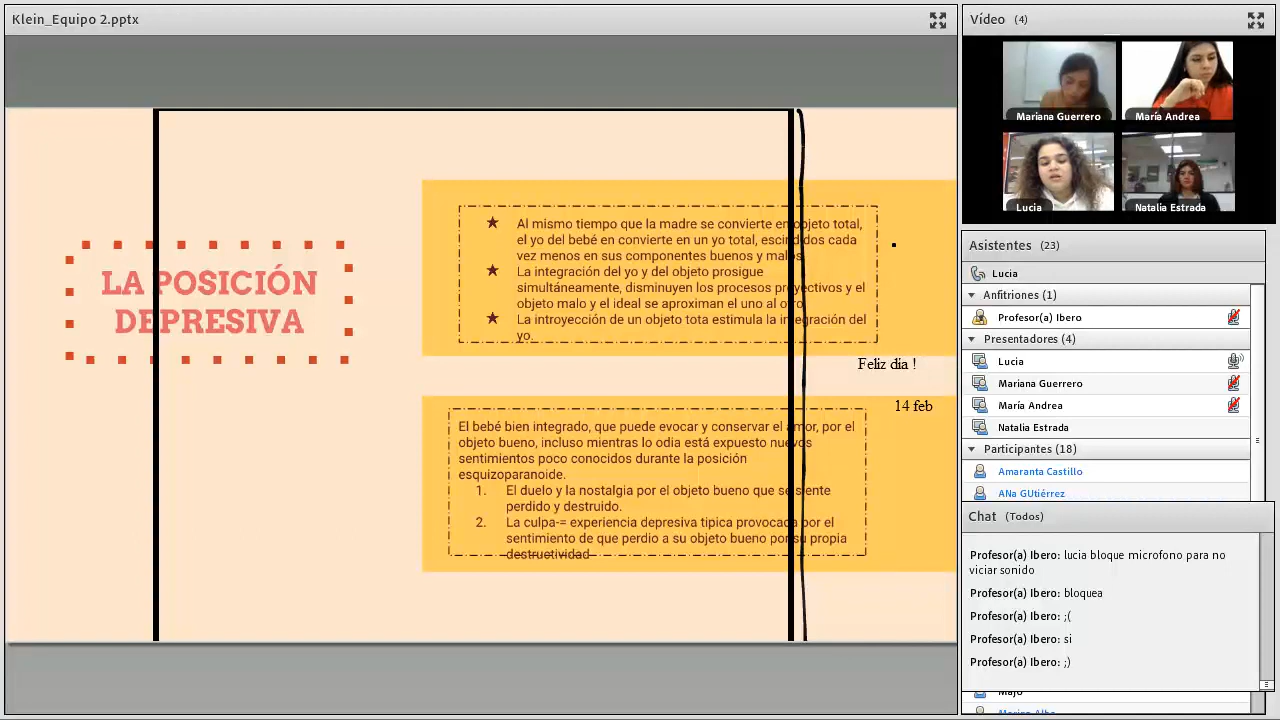 Klein_Equipo 2.pptx
LA POSICIÓN
DEPRESIVA
★ Al mismo tiempo que la madre se convierte en objeto total,
el yo del bebé en convierte en un yo total, escindidos cada
vez menos en sus componentes buenos y malos.
★ La integración del yo y del objeto prosigue
simultáneamente, disminuyen los procesos proyectivos y el
objeto malo y el ideal se aproximan el uno al otro.
★ La introyección de un objeto tota estimula la integración del
yo.
Feliz dia !
14 feb
El bebé bien integrado, que puede evocar y conservar el amor, por el
objeto bueno, incluso mientras lo odia está expuesto nuevos
sentimientos poco conocidos durante la posición
esquizoparanoide.
1. El duelo y la nostalgia por el objeto bueno que se siente
perdido y destruido.
2. La culpa-= experiencia depresiva tipica provocada por el
sentimiento de que perdio a su objeto bueno por su propia
destructividad
Vídeo (4)
Mariana Guerrero
María Andrea
Lucia
Natalia Estrada
Asistentes (23)
Lucia
Anfitriones (1)
Profesor(a) Ibero
Presentadores (4)
Lucia
Mariana Guerrero
María Andrea
Natalia Estrada
Participantes (18)
Amaranta Castillo
ANa GUtiérrez
Chat (Todos)
Profesor(a) Ibero: lucia bloque microfono para no
viciar sonido
Profesor(a) Ibero: bloquea
Profesor(a) Ibero: ;(
Profesor(a) Ibero: si
Profesor(a) Ibero: ;)
Majo